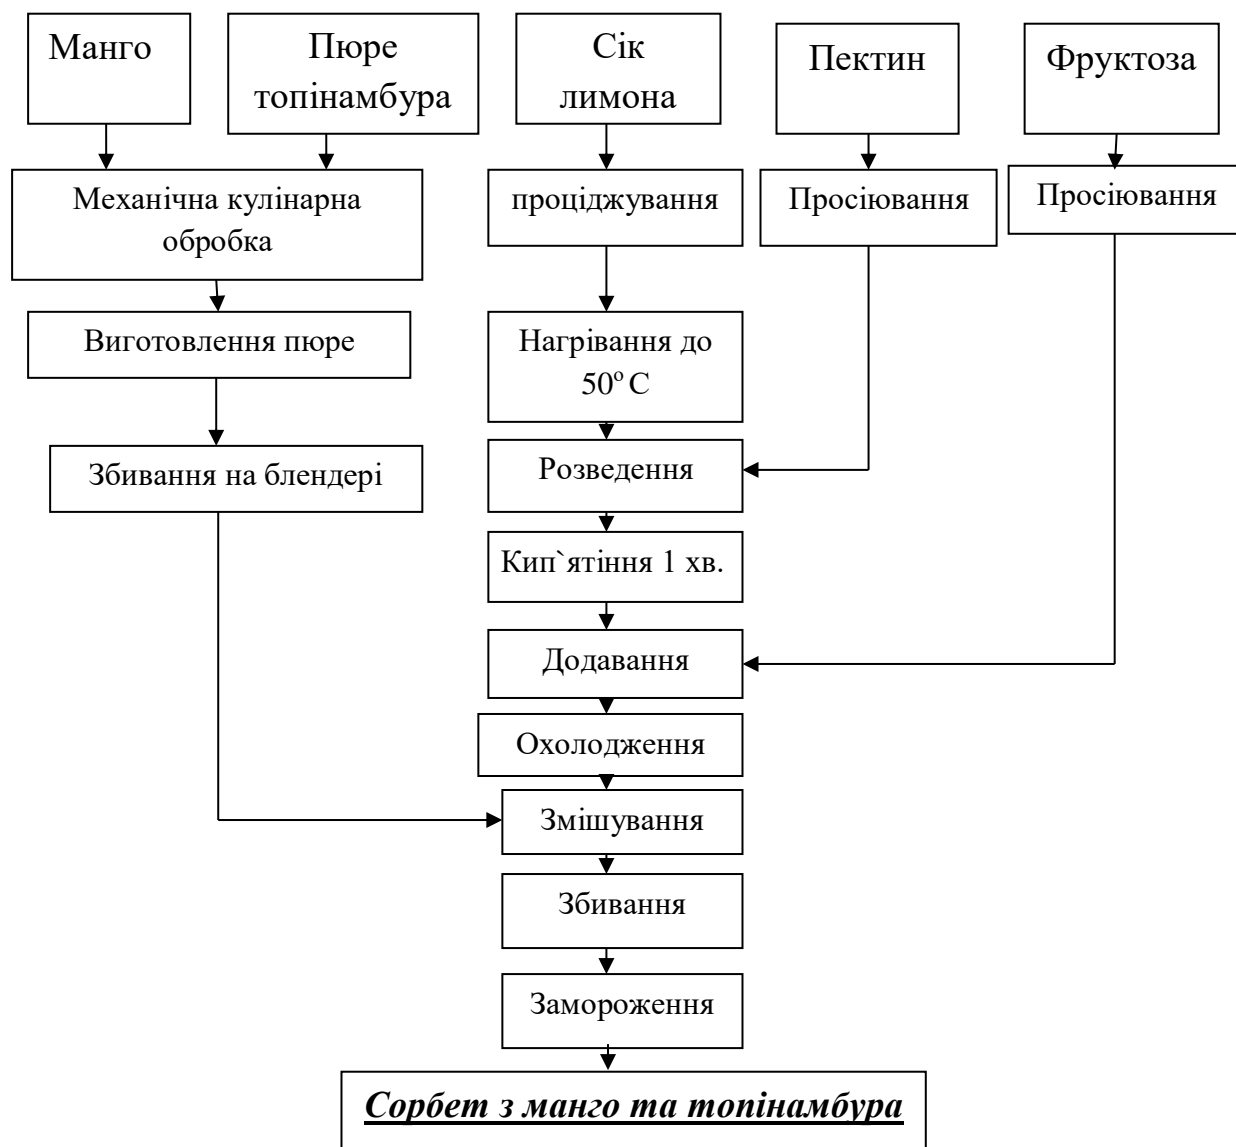 Манго
Пюре
топінамбура
Сік
лимона
Пектин
Фруктоза
Механічна кулінарна
обробка
проціджування
Просіювання
Просіювання
Виготовлення пюре
Нагрівання до
50º С
Збивання на блендері
Розведення
Кип`ятіння 1 хв.
Додавання
Охолодження
Змішування
Збивання
Замороження
Сорбет з манго та топінамбура